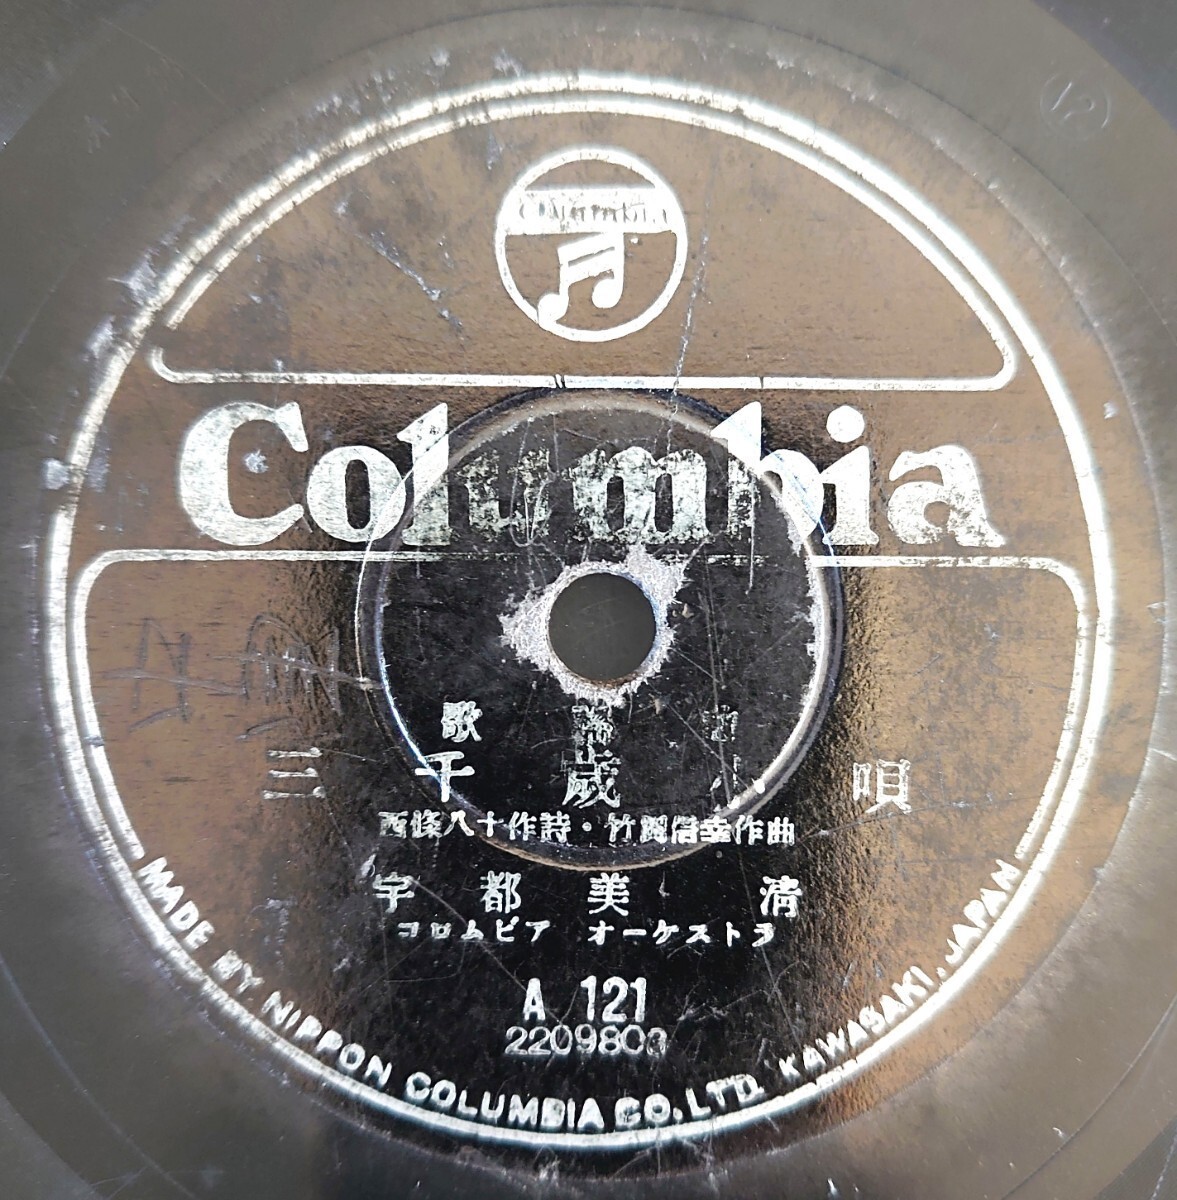 12
Columbia
Columbia
歌
三千歳小唄
西條八十作詩・竹岡信幸作曲
宇都美清
コロムビア オーケストラ
A 121
2209803
MADE BY NIPPON COLUMBIA CO. LTD. KAWASAKI, JAPAN